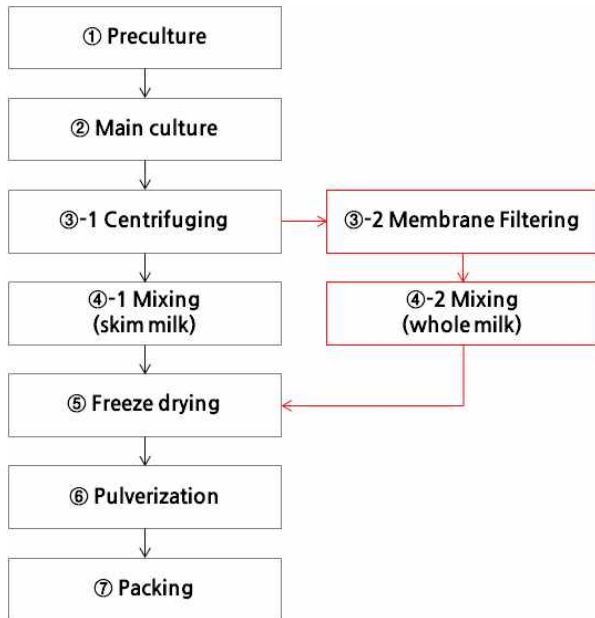 ① Preculture
② Main culture
③-1 Centrifuging
③-2 Membrane Filtering
④-1 Mixing
(skim milk)
④-2 Mixing
(whole milk)
⑤ Freeze drying
⑥ Pulverization
⑦ Packing